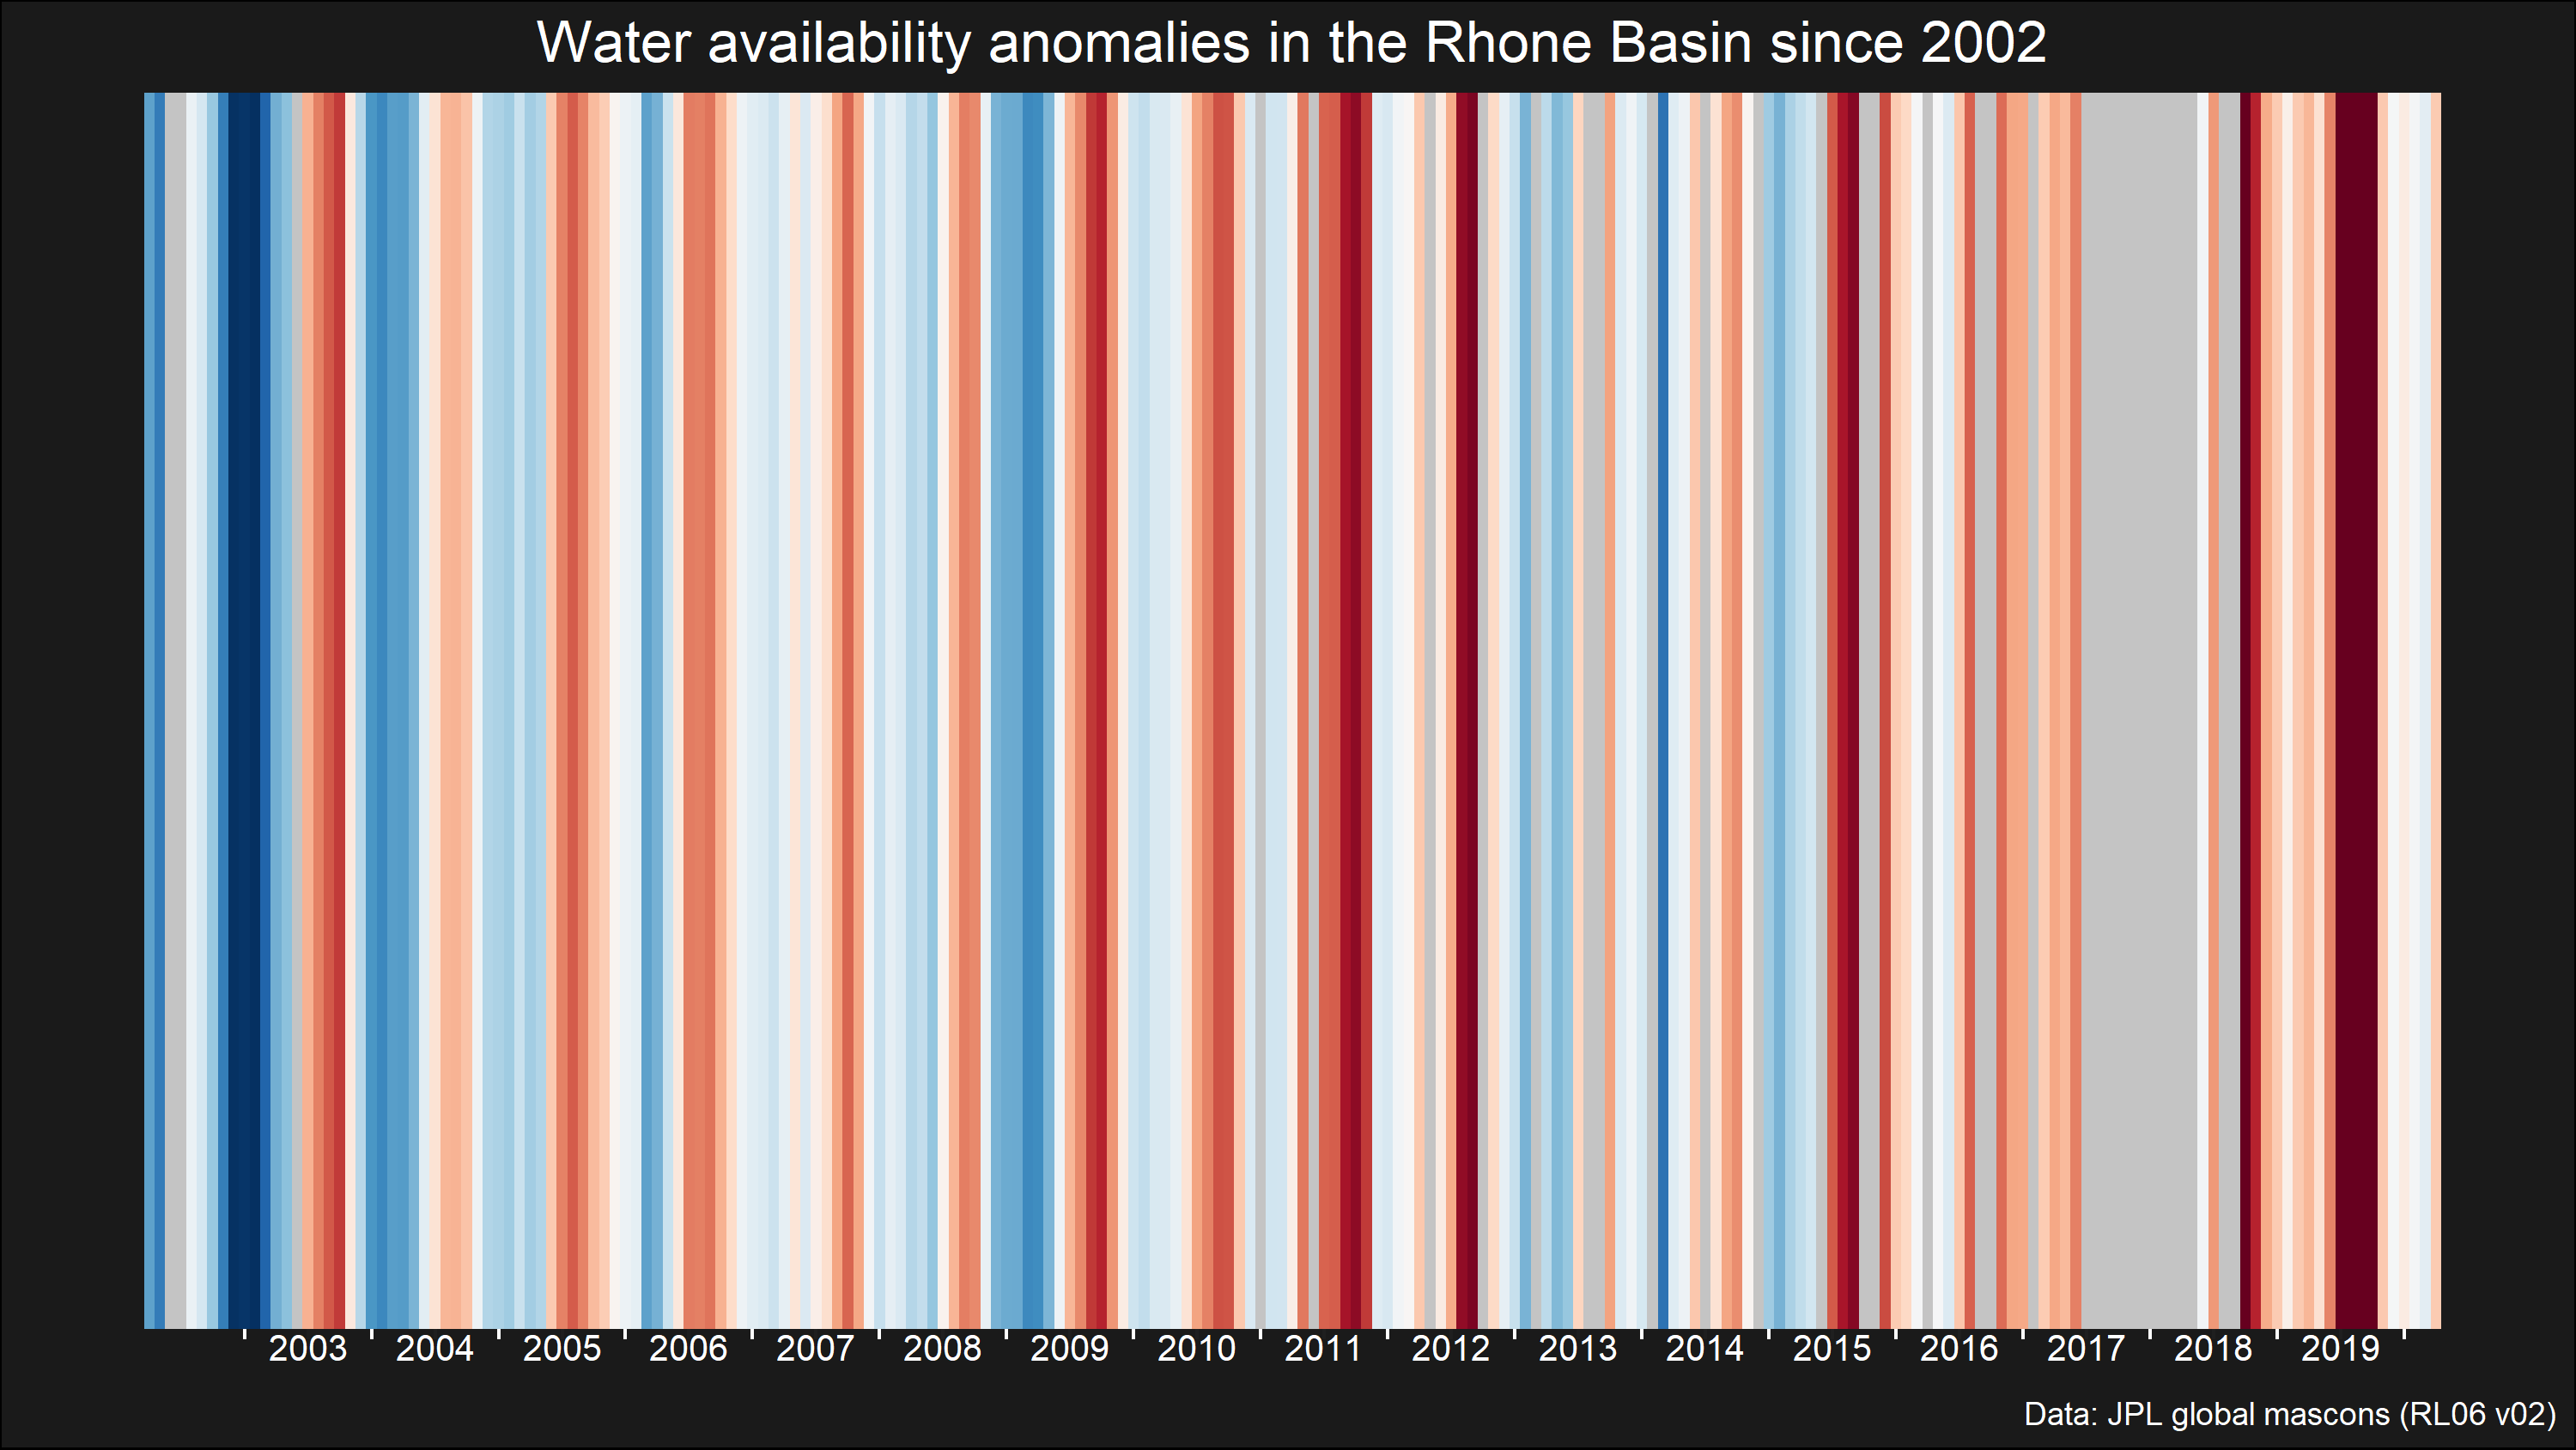 Water availability anomalies in the Rhone Basin since 2002
2003 2004 2005 2006 2007 2008 2009 2010 2011 2012 2013 2014 2015 2016 2017 2018 2019
Data: JPL global mascons (RL06 v02)